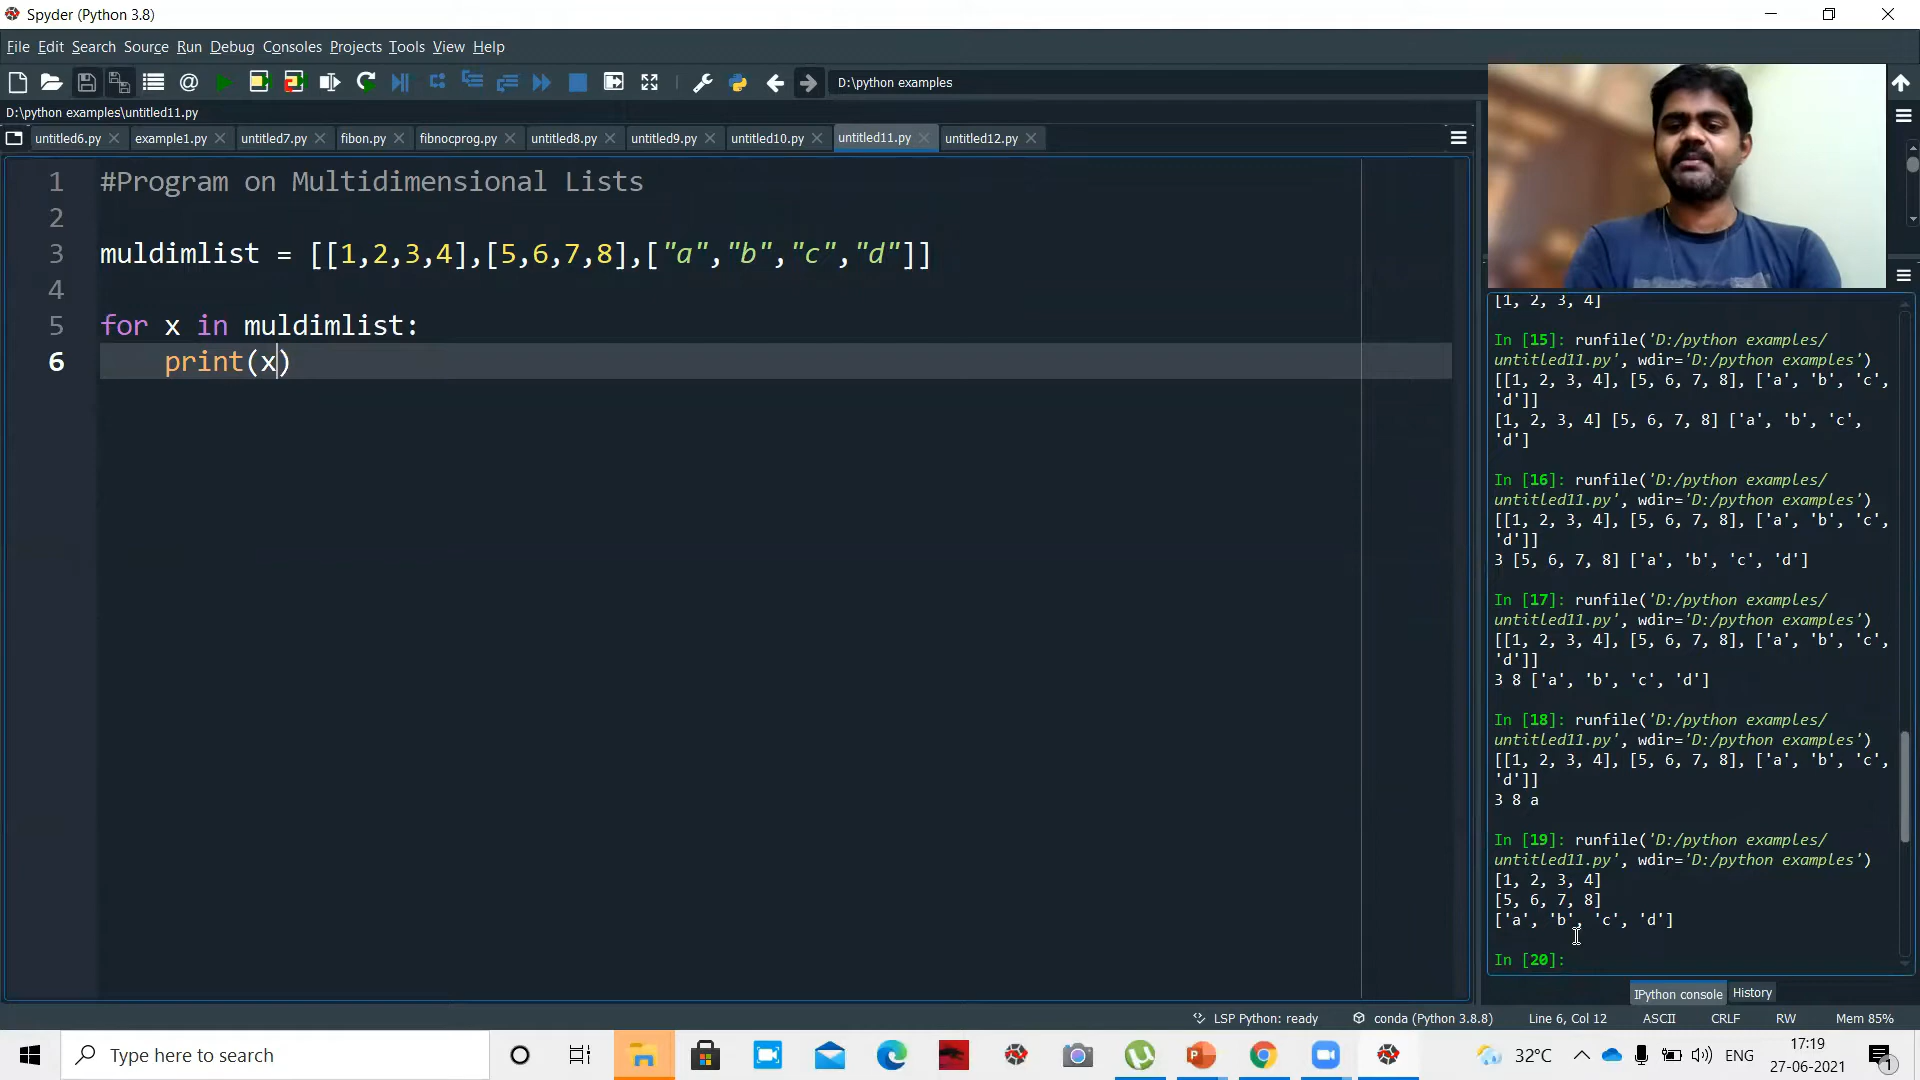 Spyder (Python 3.8)
File Edit Search Source Run Debug Consoles Projects Tools View Help
D:\python examples
D:\python examples\untitled11.py
untitled6.py example1.py untitled7.py fibon.py fibnocprog.py untitled8.py untitled9.py untitled10.py untitled11.py untitled12.py
1 #Program on Multidimensional Lists
2
3 muldimlist = [[1,2,3,4],[5,6,7,8],["a","b","c","d"]]
4
5 for x in muldimlist:
6 print(x)
[1, 2, 3, 4]
In [15]: runfile('D:/python examples/
untitled11.py', wdir='D:/python examples')
[[1, 2, 3, 4], [5, 6, 7, 8], ['a', 'b', 'c',
'd']]
[1, 2, 3, 4] [5, 6, 7, 8] ['a', 'b', 'c',
'd']
In [16]: runfile('D:/python examples/
untitled11.py', wdir='D:/python examples')
[[1, 2, 3, 4], [5, 6, 7, 8], ['a', 'b', 'c',
'd']]
3 [5, 6, 7, 8] ['a', 'b', 'c', 'd']
In [17]: runfile('D:/python examples/
untitled11.py', wdir='D:/python examples')
[[1, 2, 3, 4], [5, 6, 7, 8], ['a', 'b', 'c',
'd']]
3 8 ['a', 'b', 'c', 'd']
In [18]: runfile('D:/python examples/
untitled11.py', wdir='D:/python examples')
[[1, 2, 3, 4], [5, 6, 7, 8], ['a', 'b', 'c',
'd']]
3 8 a
In [19]: runfile('D:/python examples/
untitled11.py', wdir='D:/python examples')
[1, 2, 3, 4]
[5, 6, 7, 8]
['a', 'b', 'c', 'd']
In [20]:
IPython console History
LSP Python: ready conda (Python 3.8.8) Line 6, Col 12 ASCII CRLF RW Mem 85%
Type here to search
32°C ENG
17:19
27-06-2021
1